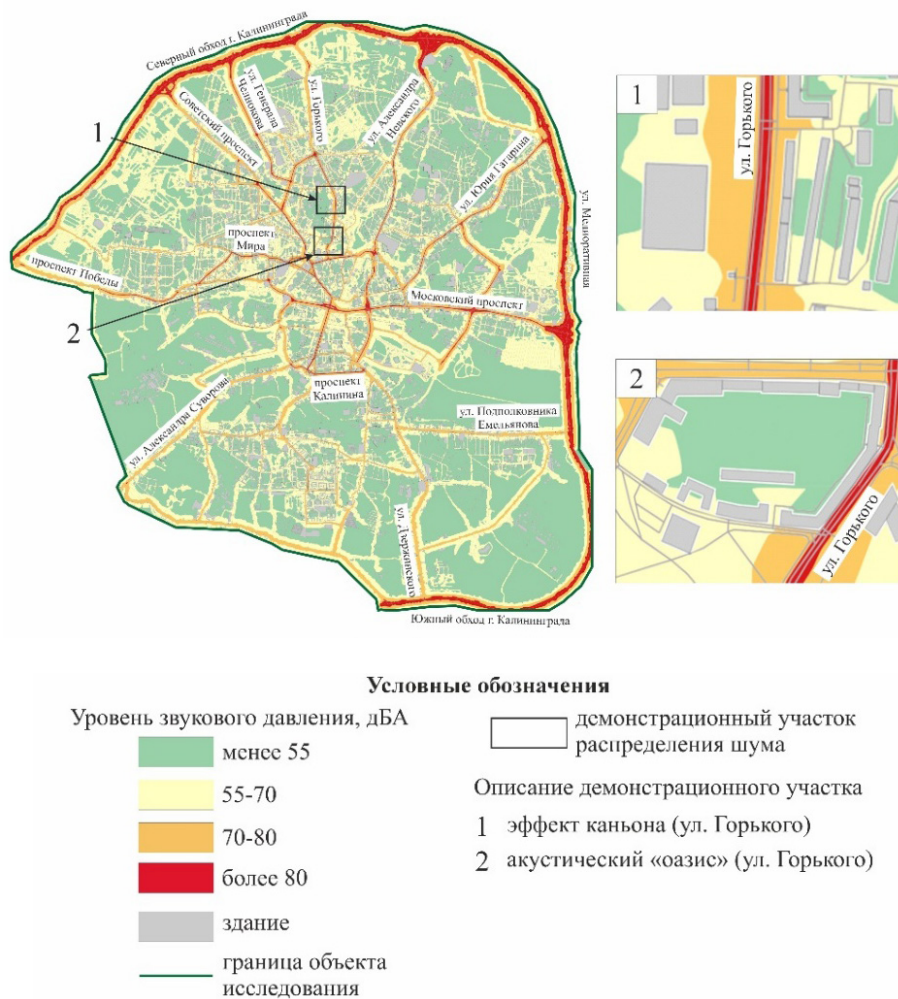 Северный обход г. Калининграда
Советский проспект
ул. Генерала
Челнокова
ул. Горького
ул. Александра
Невского
ул. Юрия Гагарина
ул. Мелиоративная
1
2
проспект
Мира
проспект Победы
Московский проспект
проспект
Калинина
ул. Александра Суворова
ул. Подполковника
Емельянова
ул. Дзержинского
Южный обход г. Калининграда
1
ул. Горького
2
ул. Горького
Условные обозначения
Уровень звукового давления, дБА
менее 55
55-70
70-80
более 80
здание
граница объекта
исследования
демонстрационный участок
распределения шума
Описание демонстрационного участка
1 эффект каньона (ул. Горького)
2 акустический «оазис» (ул. Горького)